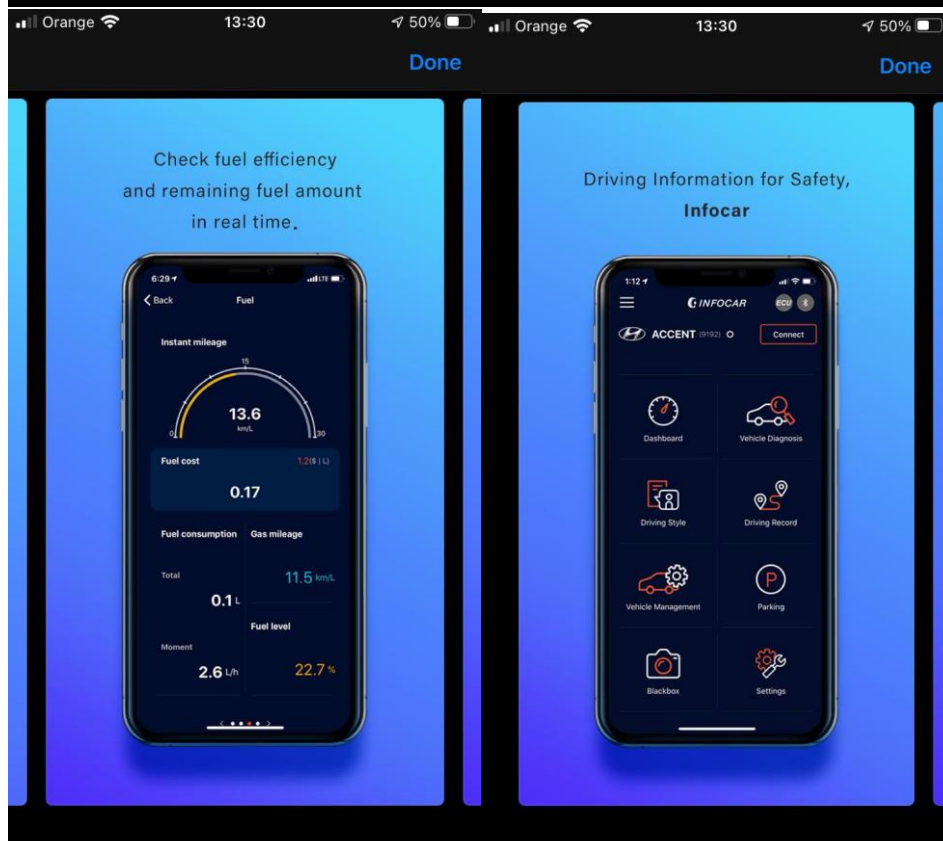 Orange 13:30 50%
Done
Check fuel efficiency
and remaining fuel amount
in real time.
6:29 LTE
Back Fuel
Instant mileage
15
13.6
km/L
0 30
Fuel cost 1.2($ | L)
0.17
Fuel consumption Gas mileage
Total 11.5 km/L
0.1 L
Fuel level
Moment
2.6 L/h 22.7 %
Orange 13:30 50%
Done
Driving Information for Safety,
Infocar
1:12
INFOCAR ECU
ACCENT (9192) Connect
Dashboard Vehicle Diagnosis
Driving Style Driving Record
P
Vehicle Management Parking
Blackbox Settings